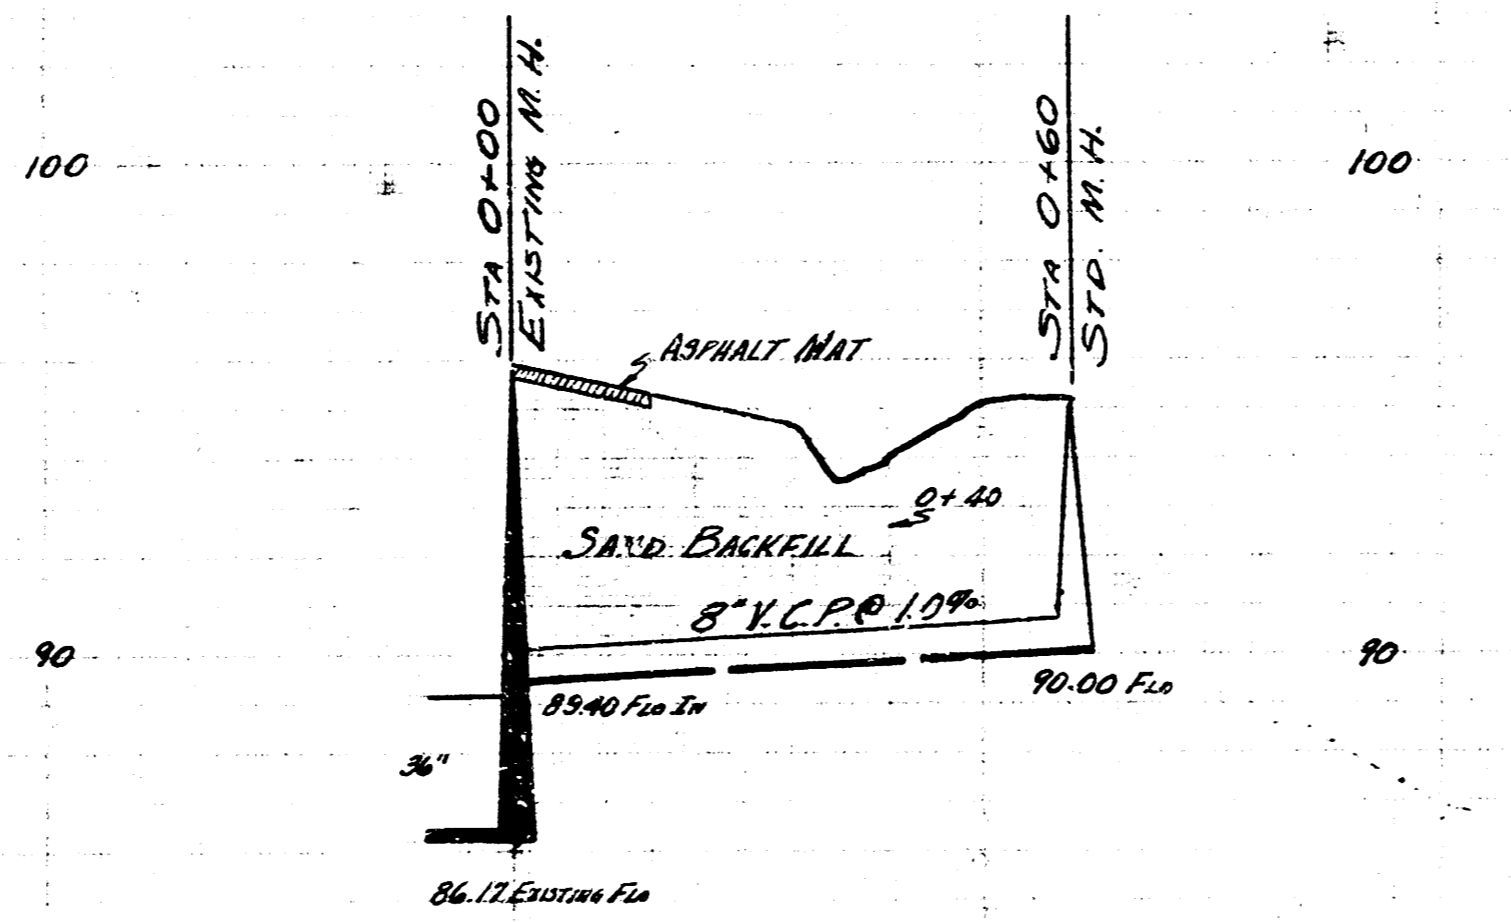 STA 0+00
EXISTING M.H.
STA 0+60
STD. M.H.
100
100
ASPHALT MAT
0+40
SAND BACKFILL
8" V.C.P. @ 1.0%
90
90
89.40 FLO IN
90.00 FLO
36"
86.17 EXISTING FLO